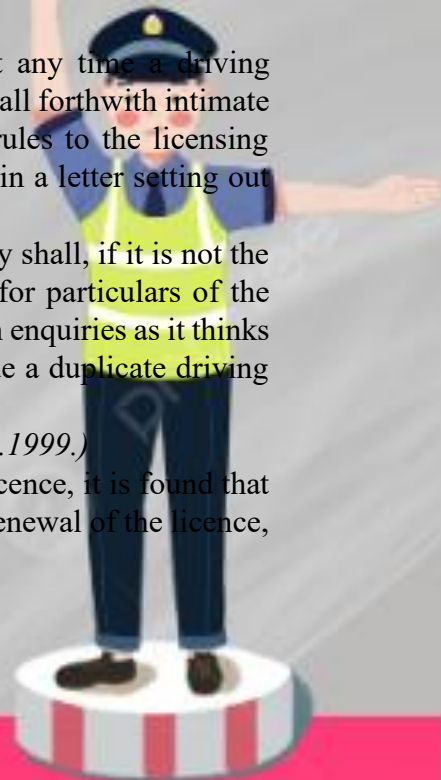 t any time a driving
all forthwith intimate
rules to the licensing
in a letter setting out
y shall, if it is not the
for particulars of the
enquiries as it thinks
e a duplicate driving
.1999.)
cence, it is found that
enewal of the licence,